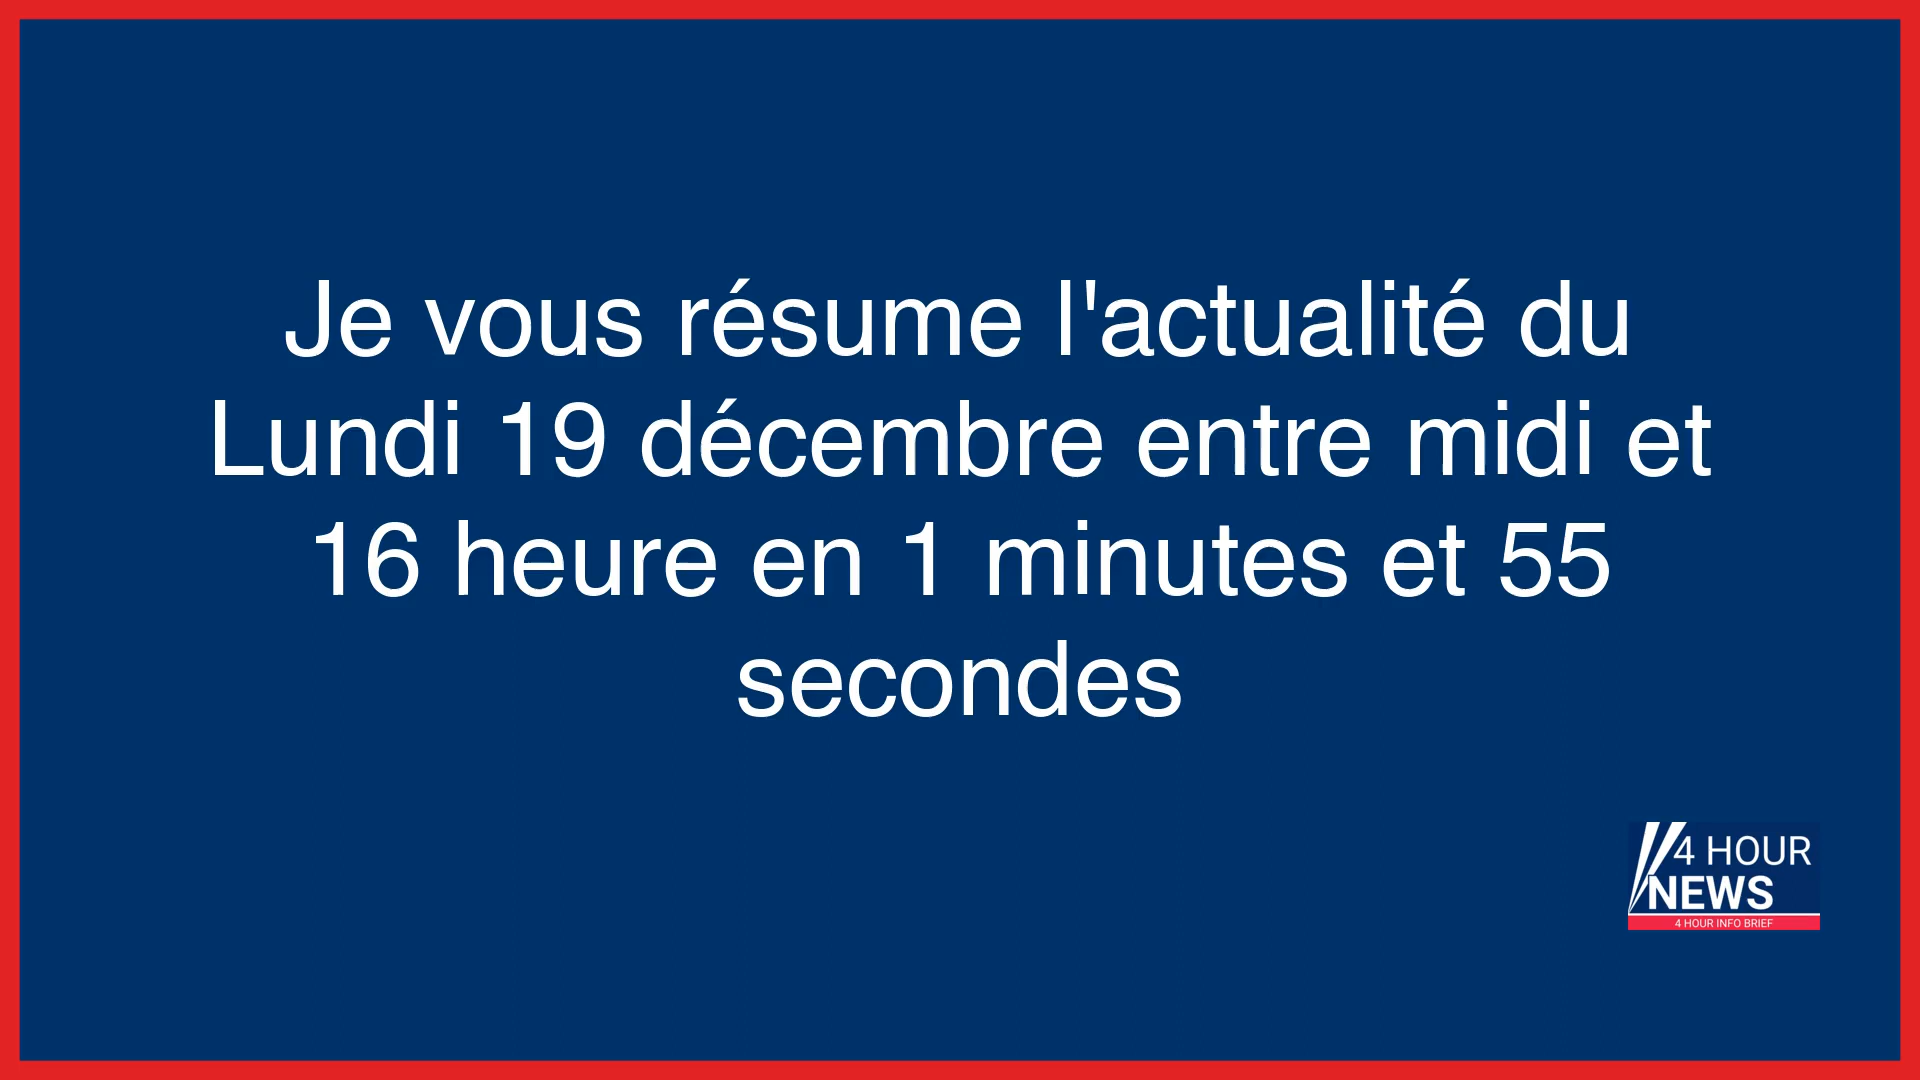 Je vous résume l'actualité du
Lundi 19 décembre entre midi et
16 heure en 1 minutes et 55
secondes
4 HOUR
NEWS
4 HOUR INFO BRIEF